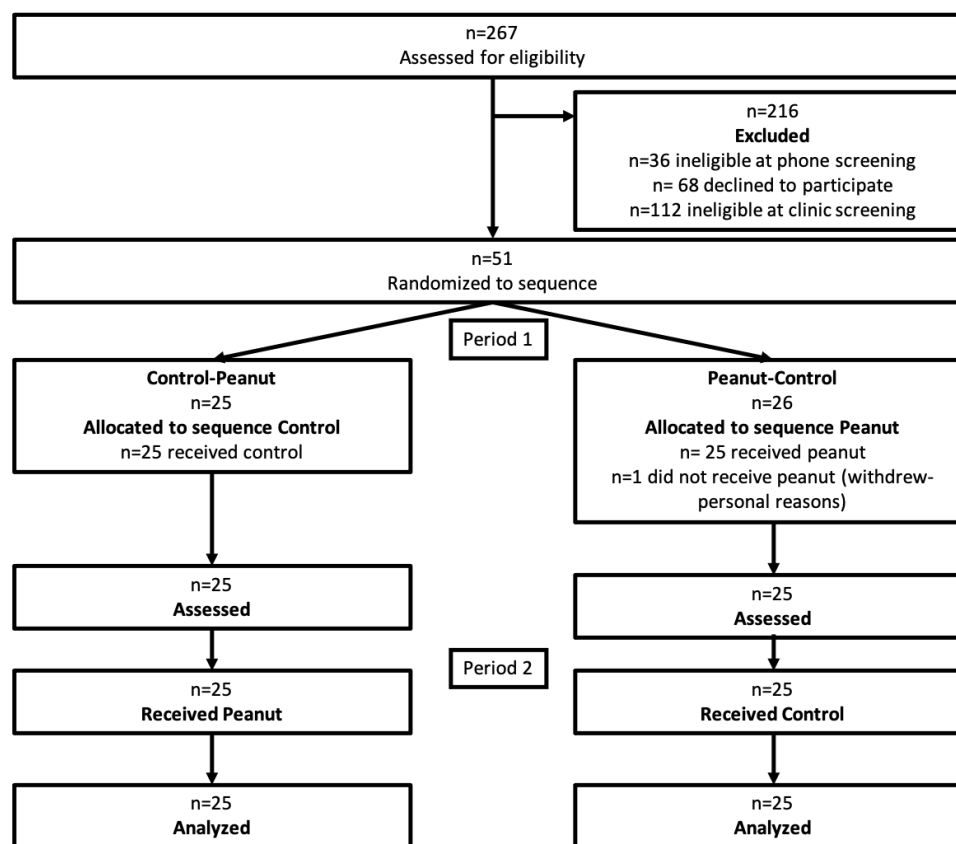 n=267
Assessed for eligibility
n=216
Excluded
n=36 ineligible at phone screening
n= 68 declined to participate
n=112 ineligible at clinic screening
n=51
Randomized to sequence
Period 1
Control-Peanut
n=25
Allocated to sequence Control
n=25 received control
Peanut-Control
n=26
Allocated to sequence Peanut
n= 25 received peanut
n=1 did not receive peanut (withdrew-
personal reasons)
n=25
Assessed
n=25
Assessed
Period 2
n=25
Received Peanut
n=25
Received Control
n=25
Analyzed
n=25
Analyzed